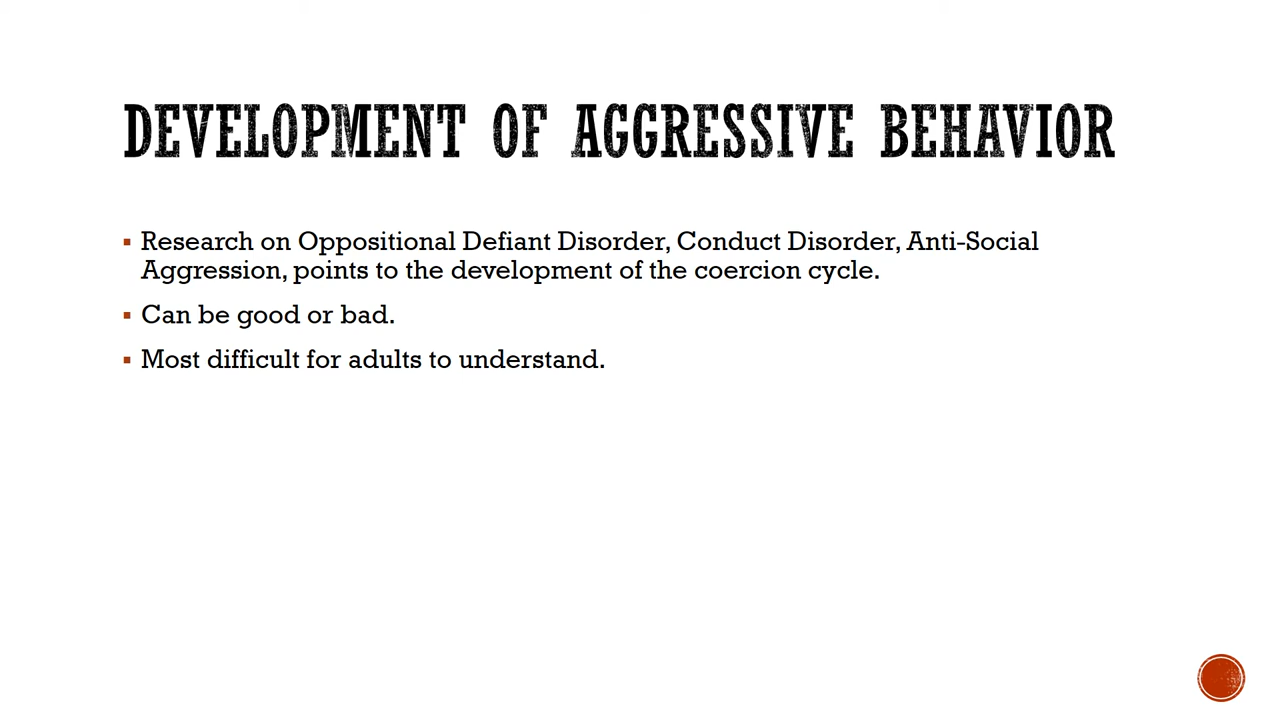 DEVELOPMENT OF AGGRESSIVE BEHAVIOR
▪ Research on Oppositional Defiant Disorder, Conduct Disorder, Anti-Social
Aggression, points to the development of the coercion cycle.
▪ Can be good or bad.
▪ Most difficult for adults to understand.